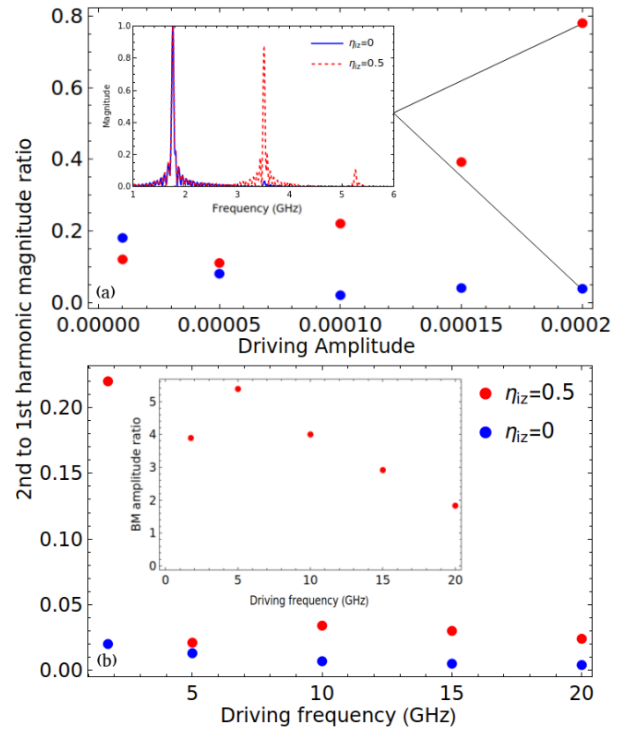 2nd to 1st harmonic magnitude ratio
0.8
0.6
0.4
0.2
0.0
(a)
1.0
0.8
0.6
0.4
0.2
0.0
Magnitude
η_iz=0
η_iz=0.5
1 2 3 4 5 6
Frequency (GHz)
0.00000 0.00005 0.00010 0.00015 0.0002
Driving Amplitude
0.20
0.15
0.10
0.05
0.00
(b)
5
4
3
2
1
0
BM amplitude ratio
0 5 10 15 20
Driving frequency (GHz)
η_iz=0.5
η_iz=0
5 10 15 20
Driving frequency (GHz)